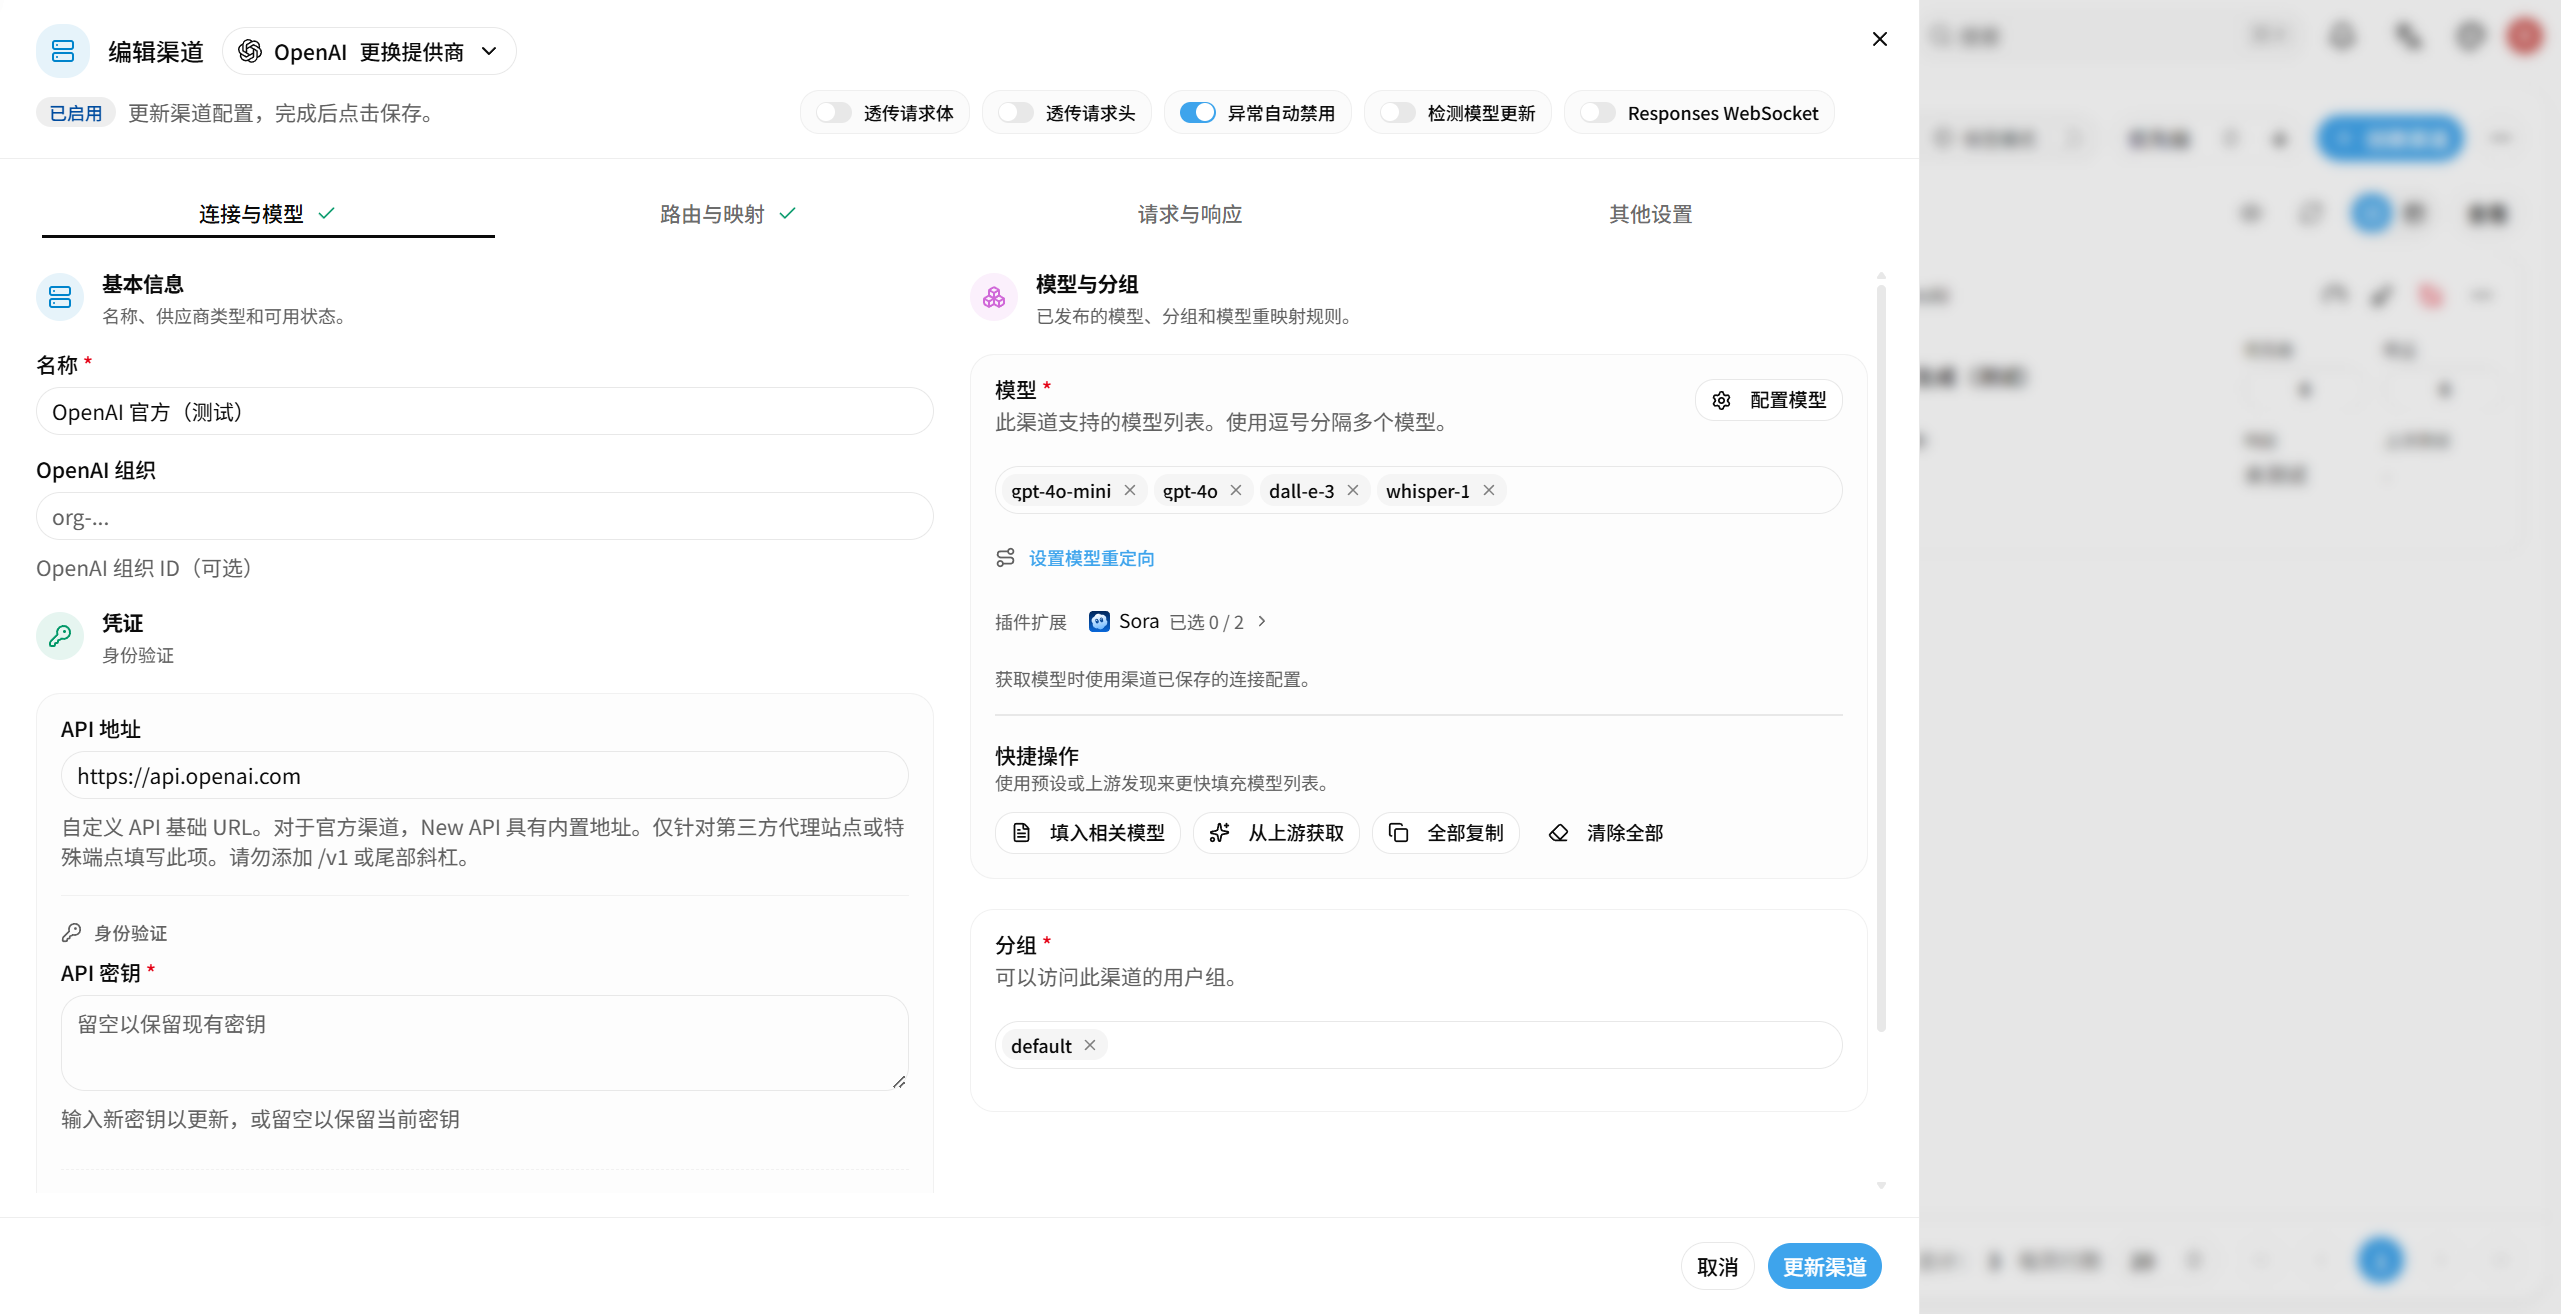 编辑渠道
OpenAI 更换提供商
已启用 更新渠道配置，完成后点击保存。
透传请求体
透传请求头
异常自动禁用
检测模型更新
Responses WebSocket
连接与模型
路由与映射
请求与响应
其他设置
基本信息
名称、供应商类型和可用状态。
名称 *
OpenAI 官方（测试）
OpenAI 组织
org-...
OpenAI 组织 ID（可选）
凭证
身份验证
API 地址
https://api.openai.com
自定义 API 基础 URL。对于官方渠道，New API 具有内置地址。仅针对第三方代理站点或特
殊端点填写此项。请勿添加 /v1 或尾部斜杠。
身份验证
API 密钥 *
留空以保留现有密钥
输入新密钥以更新，或留空以保留当前密钥
模型与分组
已发布的模型、分组和模型重映射规则。
模型 *
此渠道支持的模型列表。使用逗号分隔多个模型。
配置模型
gpt-4o-mini gpt-4o dall-e-3 whisper-1
设置模型重定向
插件扩展 Sora 已选 0 / 2
获取模型时使用渠道已保存的连接配置。
快捷操作
使用预设或上游发现来更快填充模型列表。
填入相关模型 从上游获取 全部复制 清除全部
分组 *
可以访问此渠道的用户组。
default
取消 更新渠道